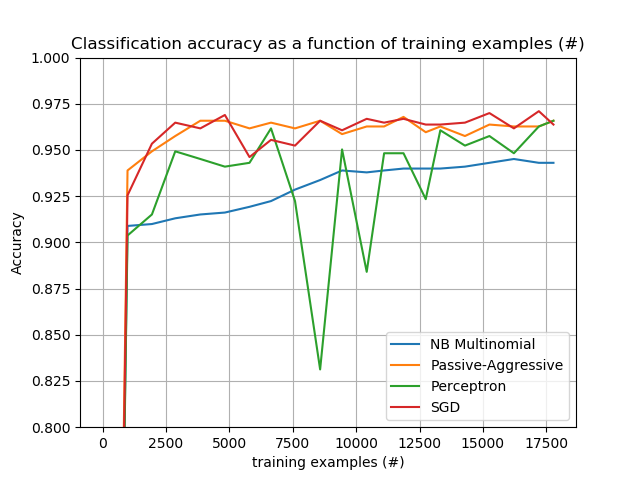 Classification accuracy as a function of training examples (#)
1.000
0.975
0.950
0.925
0.900
0.875
0.850
0.825
0.800
Accuracy
NB Multinomial
Passive-Aggressive
Perceptron
SGD
0 2500 5000 7500 10000 12500 15000 17500
training examples (#)